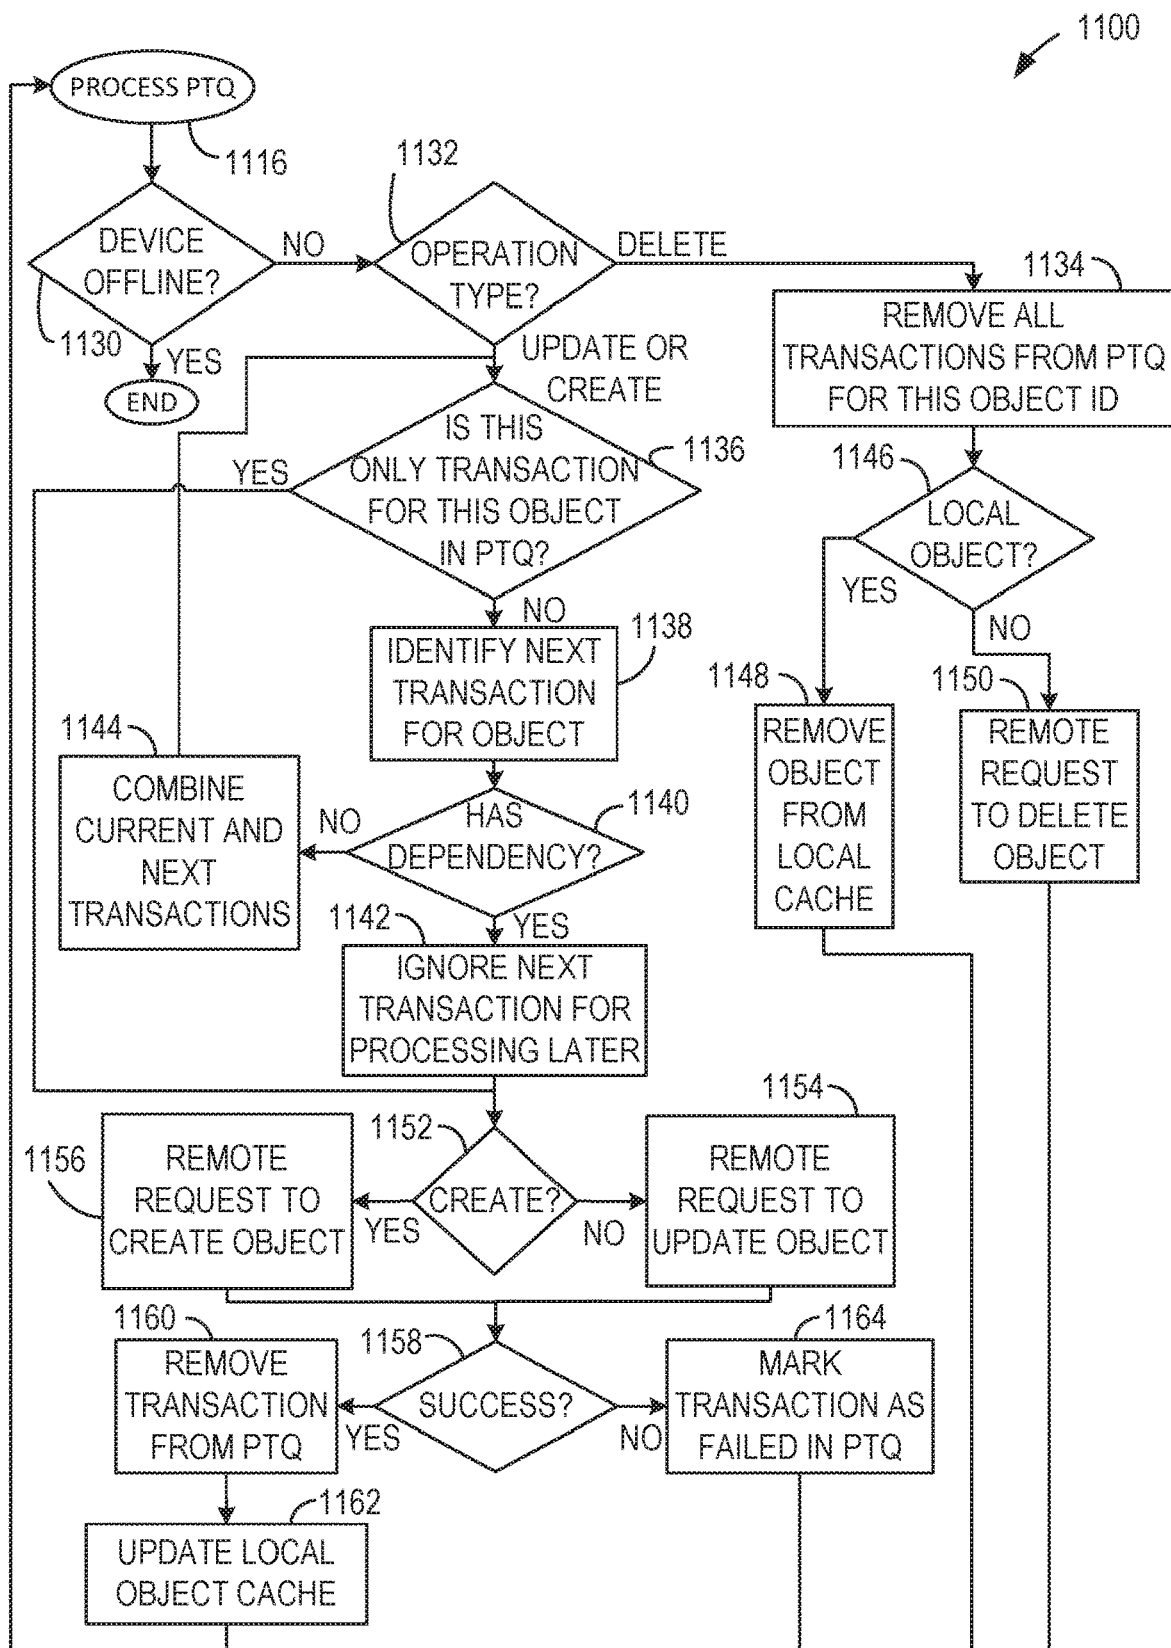 1100
PROCESS PTQ
1116
1132
DEVICE
OFFLINE?
NO
OPERATION
TYPE?
DELETE
1134
1130
YES
END
UPDATE OR
CREATE
REMOVE ALL
TRANSACTIONS FROM PTQ
FOR THIS OBJECT ID
IS THIS
ONLY TRANSACTION
FOR THIS OBJECT
IN PTQ?
1136
YES
1146
LOCAL
OBJECT?
YES
NO
NO
IDENTIFY NEXT
TRANSACTION
FOR OBJECT
1138
1148
REMOVE
OBJECT
FROM
LOCAL
CACHE
1150
REMOTE
REQUEST
TO DELETE
OBJECT
1144
COMBINE
CURRENT AND
NEXT
TRANSACTIONS
NO
HAS
DEPENDENCY?
1140
YES
1142
IGNORE NEXT
TRANSACTION FOR
PROCESSING LATER
1156
REMOTE
REQUEST TO
CREATE OBJECT
1152
CREATE?
YES
NO
1154
REMOTE
REQUEST TO
UPDATE OBJECT
1160
REMOVE
TRANSACTION
FROM PTQ
1158
SUCCESS?
YES
NO
1164
MARK
TRANSACTION AS
FAILED IN PTQ
1162
UPDATE LOCAL
OBJECT CACHE